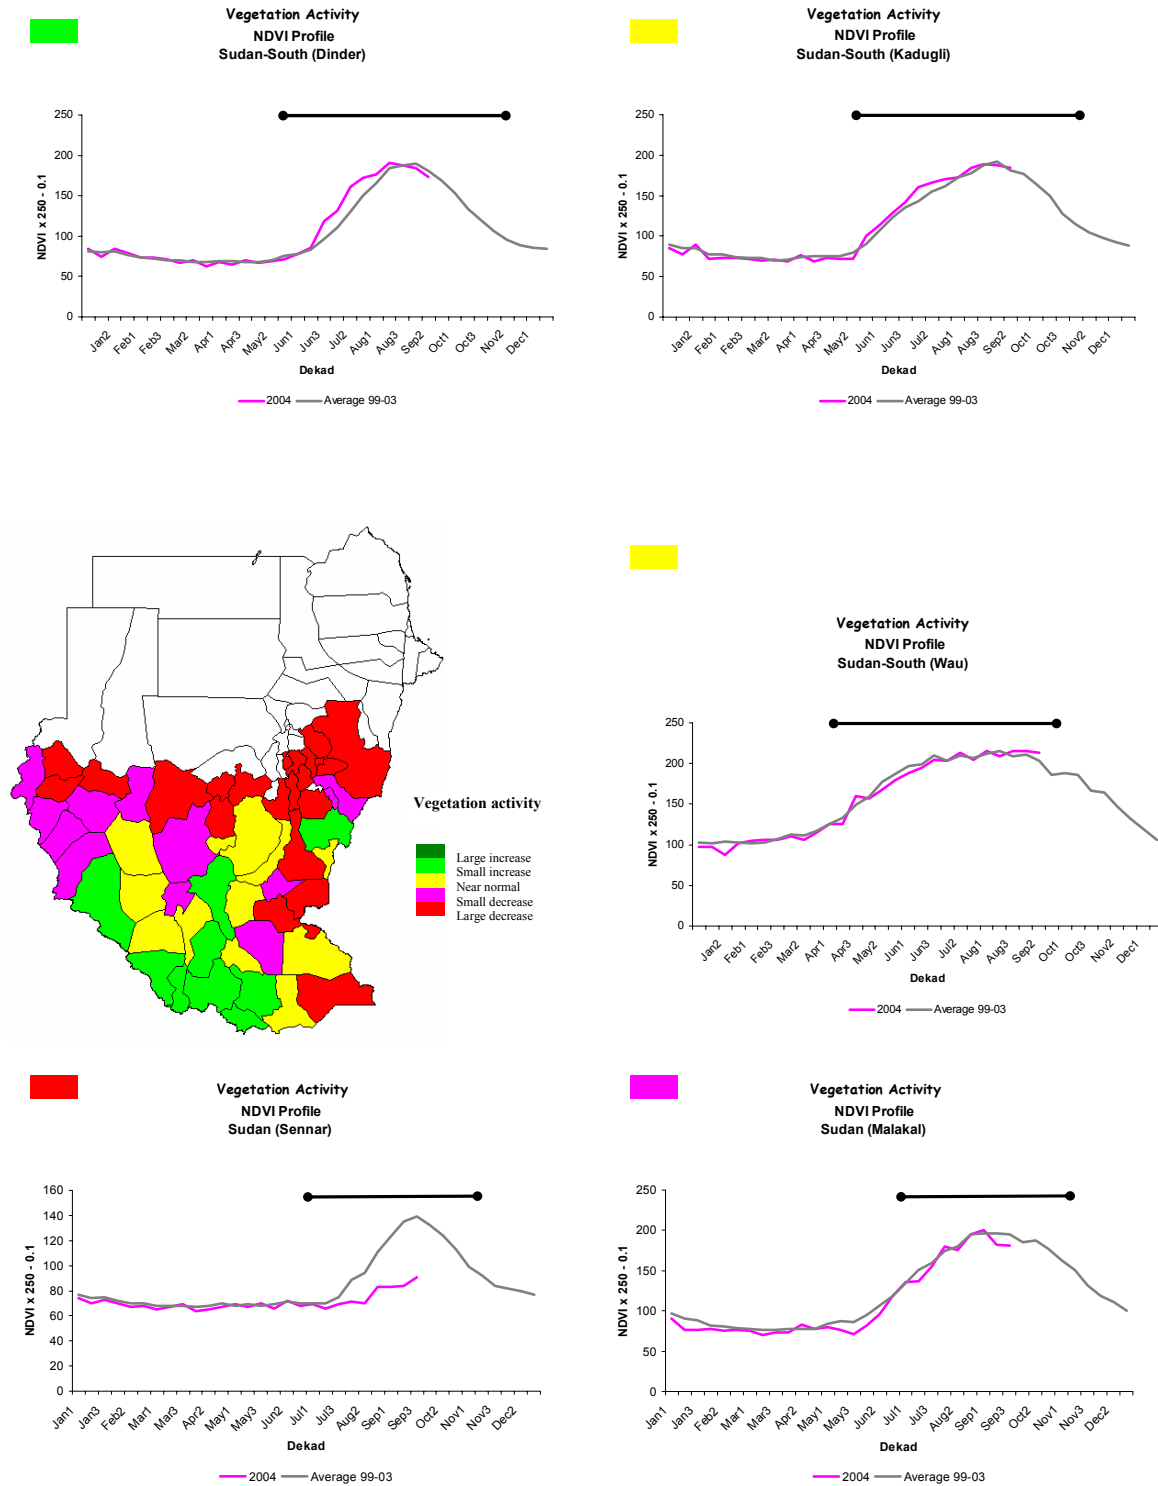 Vegetation Activity
NDVI Profile
Sudan-South (Dinder)
NDVI x 250 - 0.1
250
200
150
100
50
0
Jan2 Feb1 Feb3 Mar2 Apr1 Apr3 May2 Jun1 Jun3 Jul2 Aug1 Aug3 Sep2 Oct1 Oct3 Nov2 Dec1
Dekad
2004 Average 99-03
Vegetation Activity
NDVI Profile
Sudan-South (Kadugli)
NDVI x 250 - 0.1
250
200
150
100
50
0
Jan2 Feb1 Feb3 Mar2 Apr1 Apr3 May2 Jun1 Jun3 Jul2 Aug1 Aug3 Sep2 Oct1 Oct3 Nov2 Dec1
Dekad
2004 Average 99-03
Vegetation activity
Large increase
Small increase
Near normal
Small decrease
Large decrease
Vegetation Activity
NDVI Profile
Sudan-South (Wau)
NDVI x 250 - 0.1
250
200
150
100
50
0
Jan2 Feb1 Feb3 Mar2 Apr1 Apr3 May2 Jun1 Jun3 Jul2 Aug1 Aug3 Sep2 Oct1 Oct3 Nov2 Dec1
Dekad
2004 Average 99-03
Vegetation Activity
NDVI Profile
Sudan (Sennar)
NDVI x 250 - 0.1
160
140
120
100
80
60
40
20
0
Jan1 Jan3 Feb2 Mar1 Mar3 Apr2 May1 May3 Jun2 Jul1 Jul3 Aug2 Sep1 Sep3 Oct2 Nov1 Nov3 Dec2
Dekad
2004 Average 99-03
Vegetation Activity
NDVI Profile
Sudan (Malakal)
NDVI x 250 - 0.1
250
200
150
100
50
0
Jan1 Jan3 Feb2 Mar1 Mar3 Apr2 May1 May3 Jun2 Jul1 Jul3 Aug2 Sep1 Sep3 Oct2 Nov1 Nov3 Dec2
Dekad
2004 Average 99-03